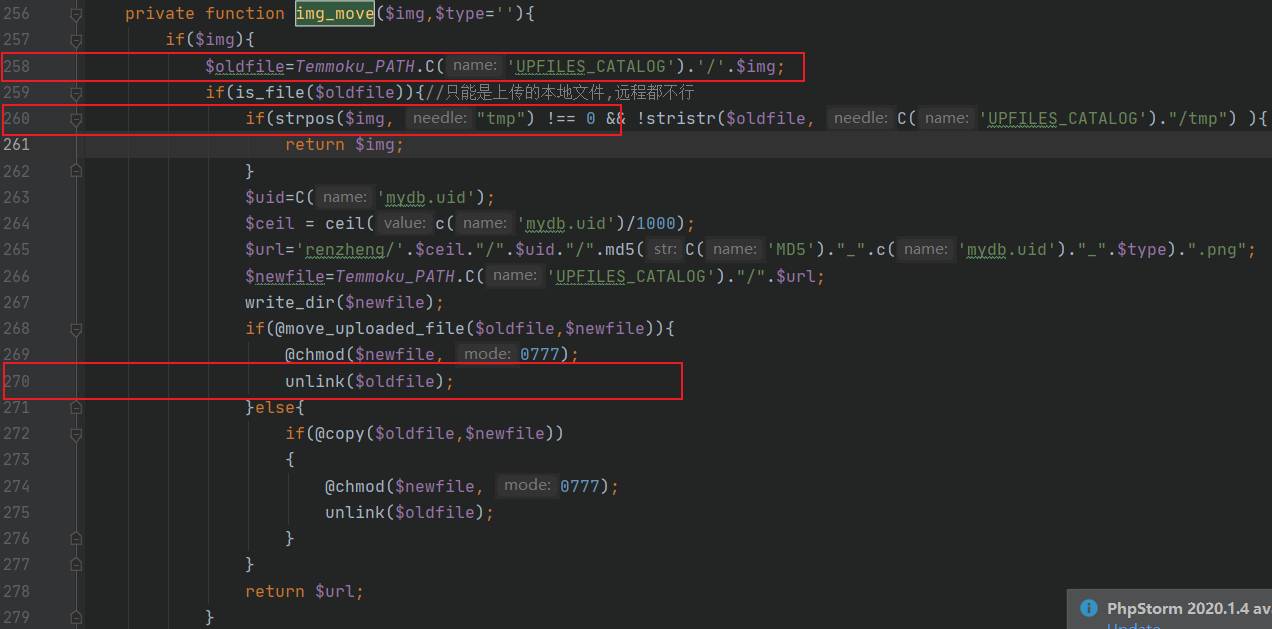 256 private function img_move($img,$type=''){
257 if($img){
258 $oldfile=Temmoku_PATH.C( name: 'UPFILES_CATALOG').'/'.$img;
259 if(is_file($oldfile)){//只能是上传的本地文件,远程都不行
260 if(strpos($img, needle: "tmp") !== 0 && !stristr($oldfile, needle: C( name: 'UPFILES_CATALOG')."/tmp") ){
261 return $img;
262 }
263 $uid=C( name: 'mydb.uid');
264 $ceil = ceil( value: c( name: 'mydb.uid')/1000);
265 $url='renzheng/'.$ceil."/".$uid."/".md5( str: C( name: 'MD5')."_".c( name: 'mydb.uid')."_".$type).".png";
266 $newfile=Temmoku_PATH.C( name: 'UPFILES_CATALOG')."/".$url;
267 write_dir($newfile);
268 if(@move_uploaded_file($oldfile,$newfile)){
269 @chmod($newfile, mode: 0777);
270 unlink($oldfile);
271 }else{
272 if(@copy($oldfile,$newfile))
273 {
274 @chmod($newfile, mode: 0777);
275 unlink($oldfile);
276 }
277 }
278 return $url;
279 }
PhpStorm 2020.1.4 av
Update